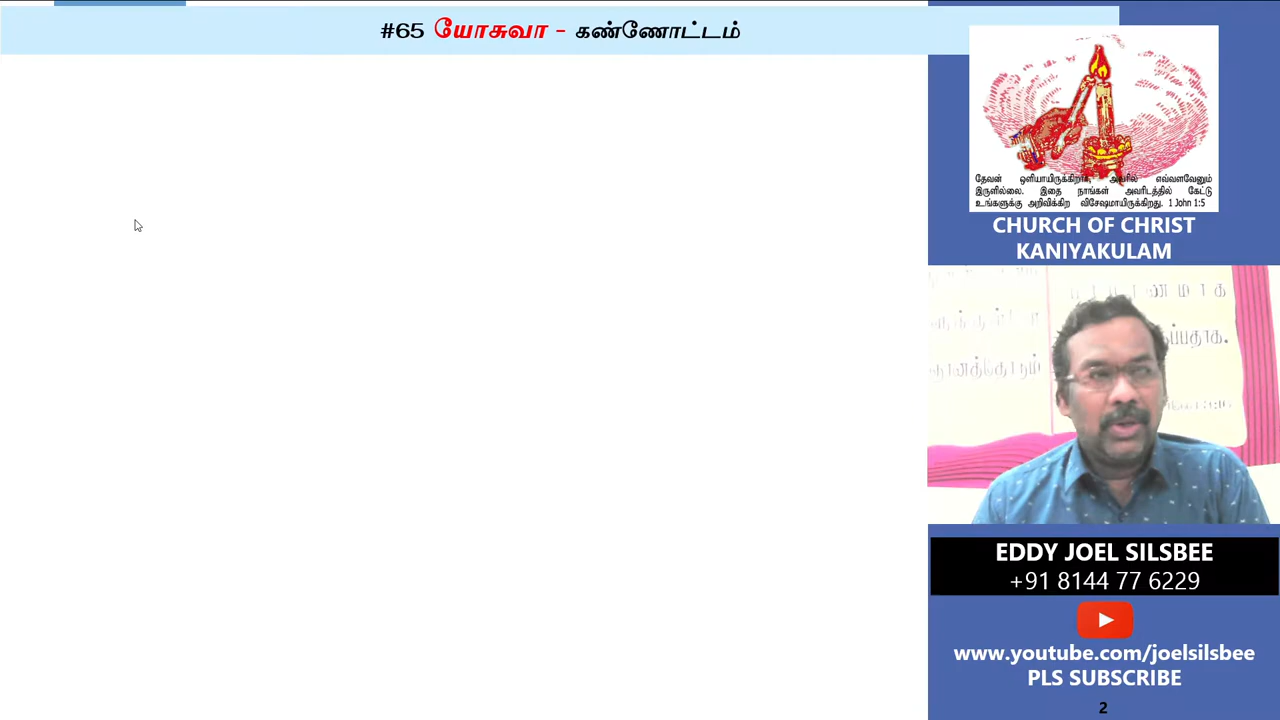 #65 யோசுவா - கண்ணோட்டம்
தேவன் ஒளியாயிருக்கிறார், அவரில் எவ்வளவேனும்
இருளில்லை. இதை நாங்கள் அவரிடத்தில் கேட்டு
உங்களுக்கு அறிவிக்கிற விசேஷமாயிருக்கிறது. 1 John 1:5
CHURCH OF CHRIST
KANIYAKULAM
ப்பதாக.
EDDY JOEL SILSBEE
+91 8144 77 6229
www.youtube.com/joelsilsbee
PLS SUBSCRIBE
2